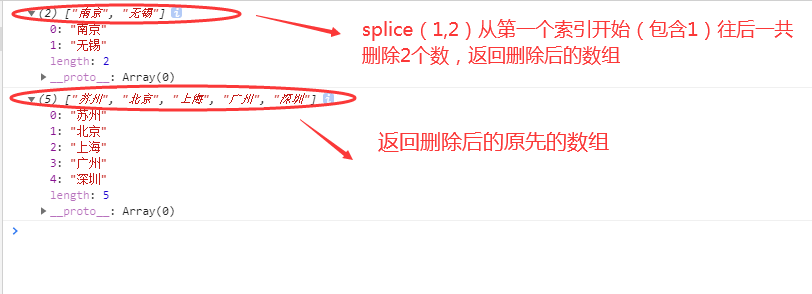 ▼(2) ["南京", "无锡"] i
0: "南京"
1: "无锡"
length: 2
▶__proto__: Array(0)
splice（1,2）从第一个索引开始（包含1）往后一共
删除2个数，返回删除后的数组
▼(5) ["苏州", "北京", "上海", "广州", "深圳"] i
0: "苏州"
1: "北京"
2: "上海"
3: "广州"
4: "深圳"
length: 5
▶__proto__: Array(0)
返回删除后的原先的数组
>